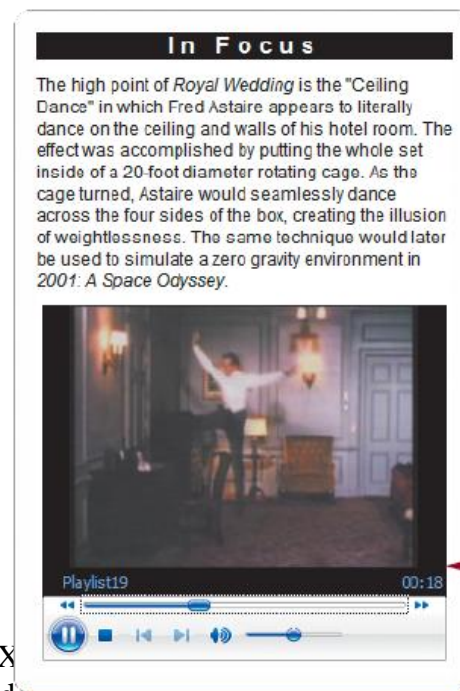 In Focus
The high point of Royal Wedding is the "Ceiling
Dance" in which Fred Astaire appears to literally
dance on the ceiling and walls of his hotel room. The
effect was accomplished by putting the whole set
inside of a 20-foot diameter rotating cage. As the
cage turned, Astaire would seamlessly dance
across the four sides of the box, creating the illusion
of weightlessness. The same technique would later
be used to simulate a zero gravity environment in
2001: A Space Odyssey.
Playlist19 00:18
X